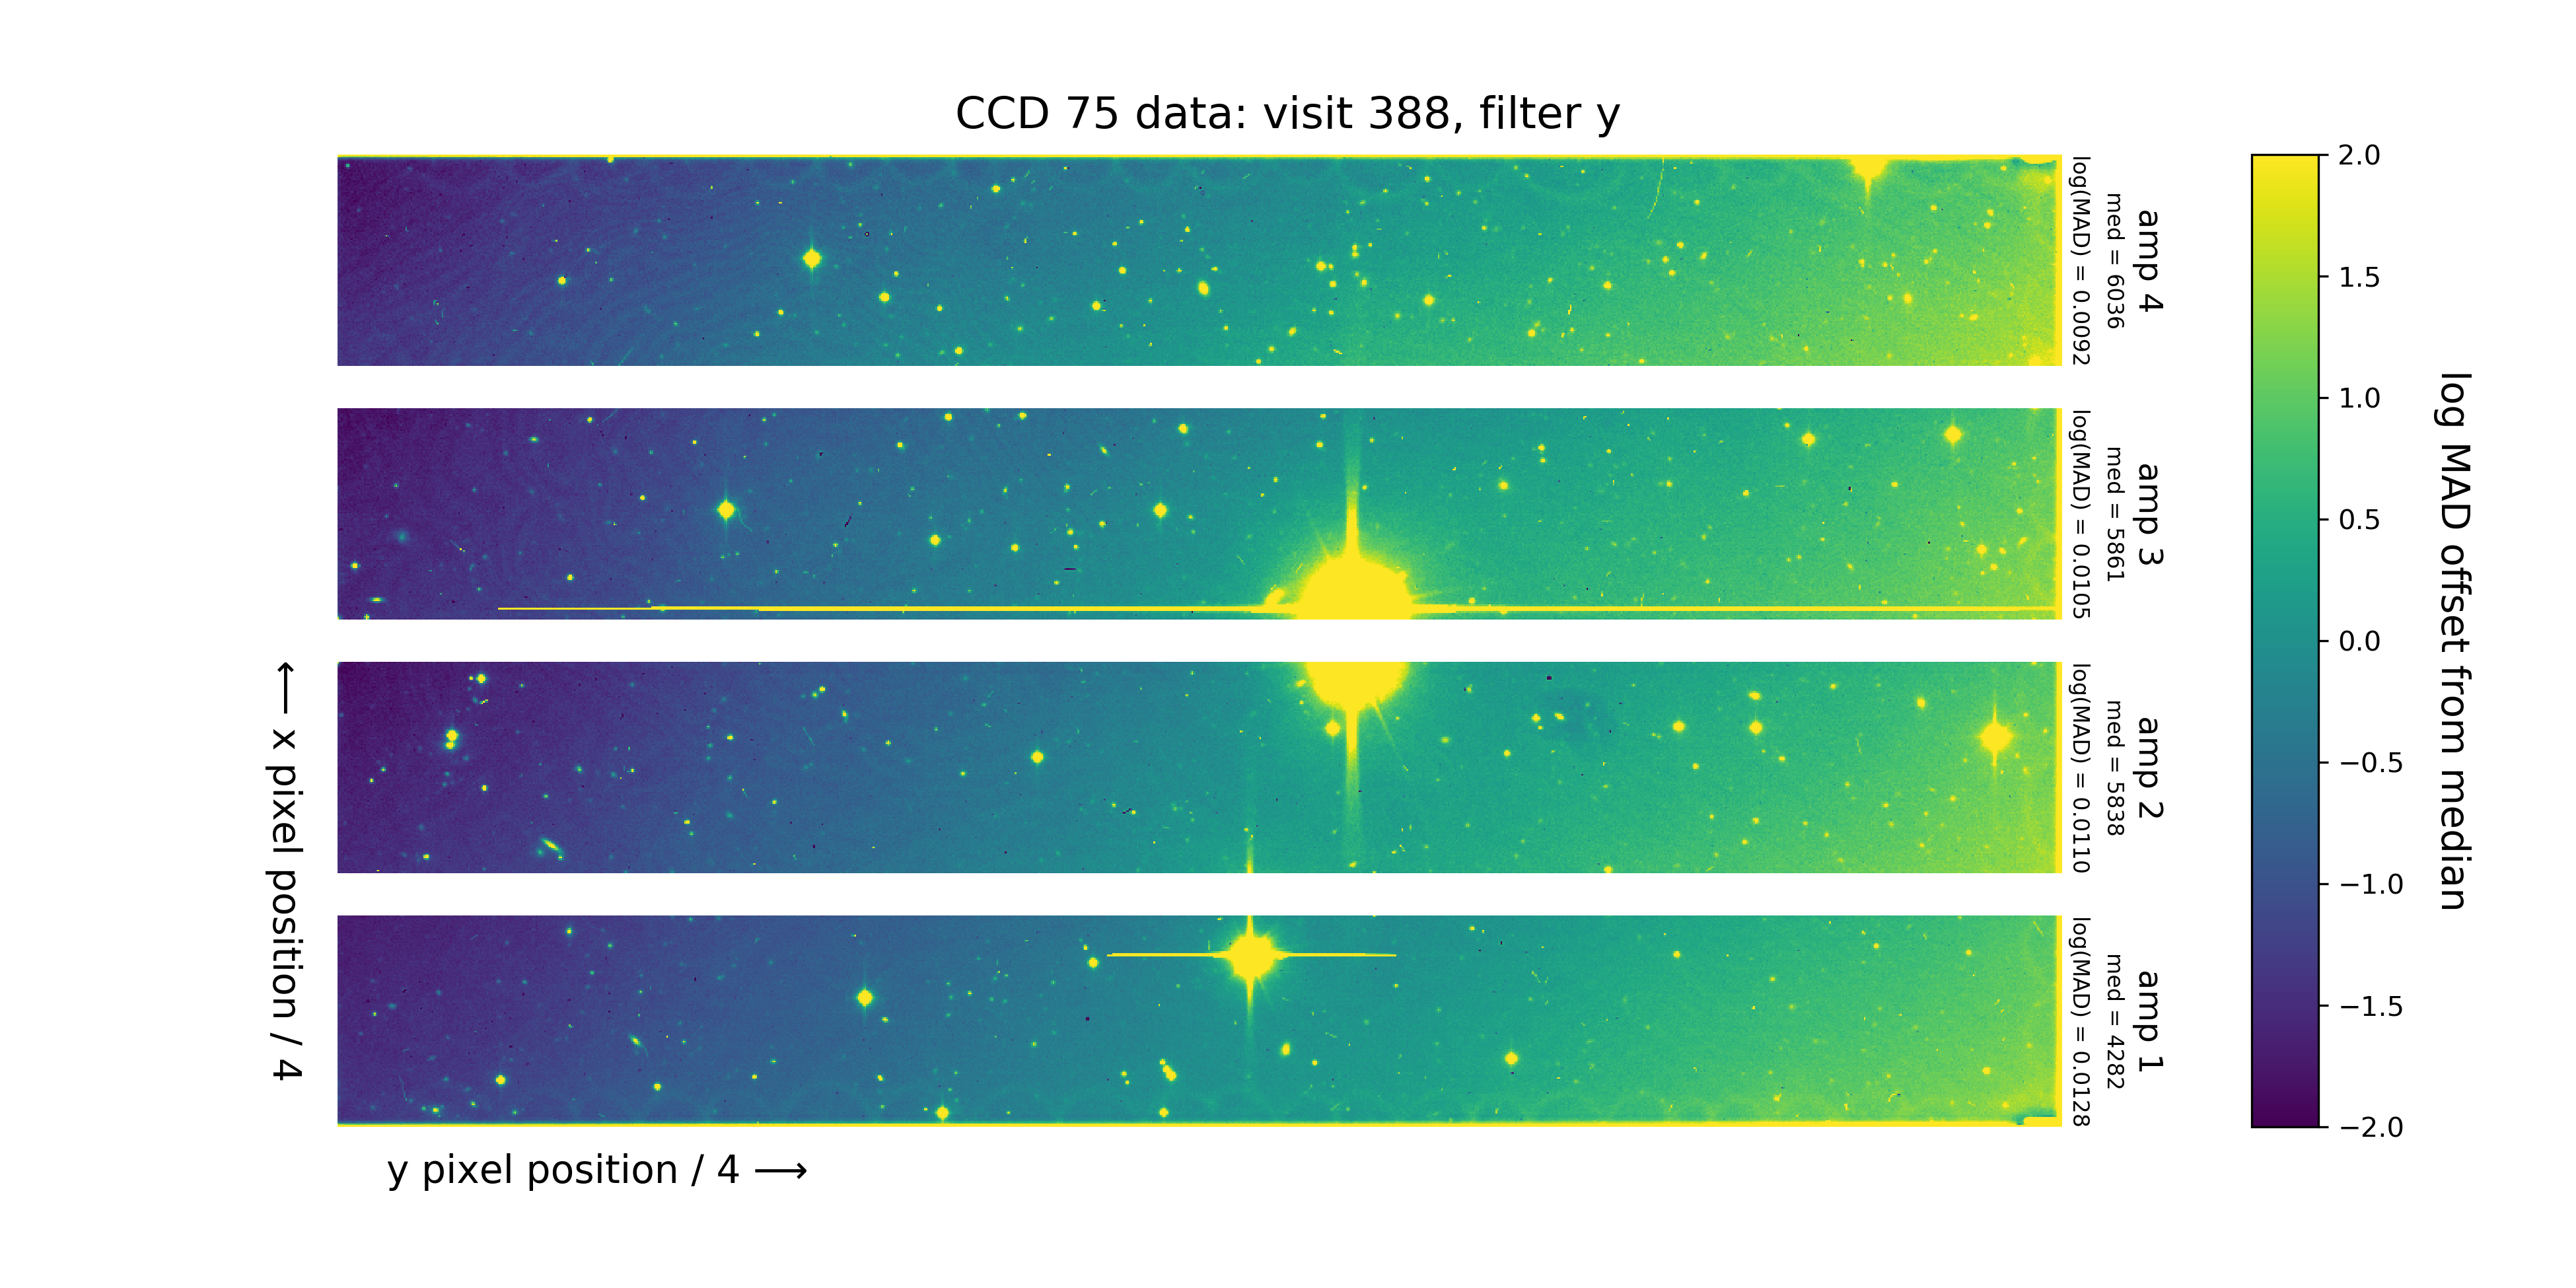 CCD 75 data: visit 388, filter y
amp 4
med = 6036
log(MAD) = 0.0092
amp 3
med = 5861
log(MAD) = 0.0105
amp 2
med = 5838
log(MAD) = 0.0110
amp 1
med = 4282
log(MAD) = 0.0128
⟵ x pixel position / 4
y pixel position / 4 ⟶
2.0
1.5
1.0
0.5
0.0
−0.5
−1.0
−1.5
−2.0
log MAD offset from median